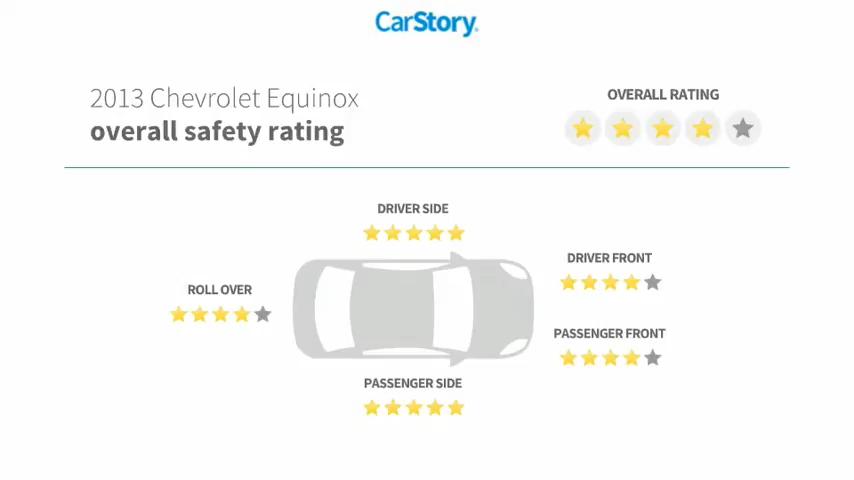 CarStory.
2013 Chevrolet Equinox
overall safety rating
OVERALL RATING
DRIVER SIDE
DRIVER FRONT
ROLL OVER
PASSENGER FRONT
PASSENGER SIDE